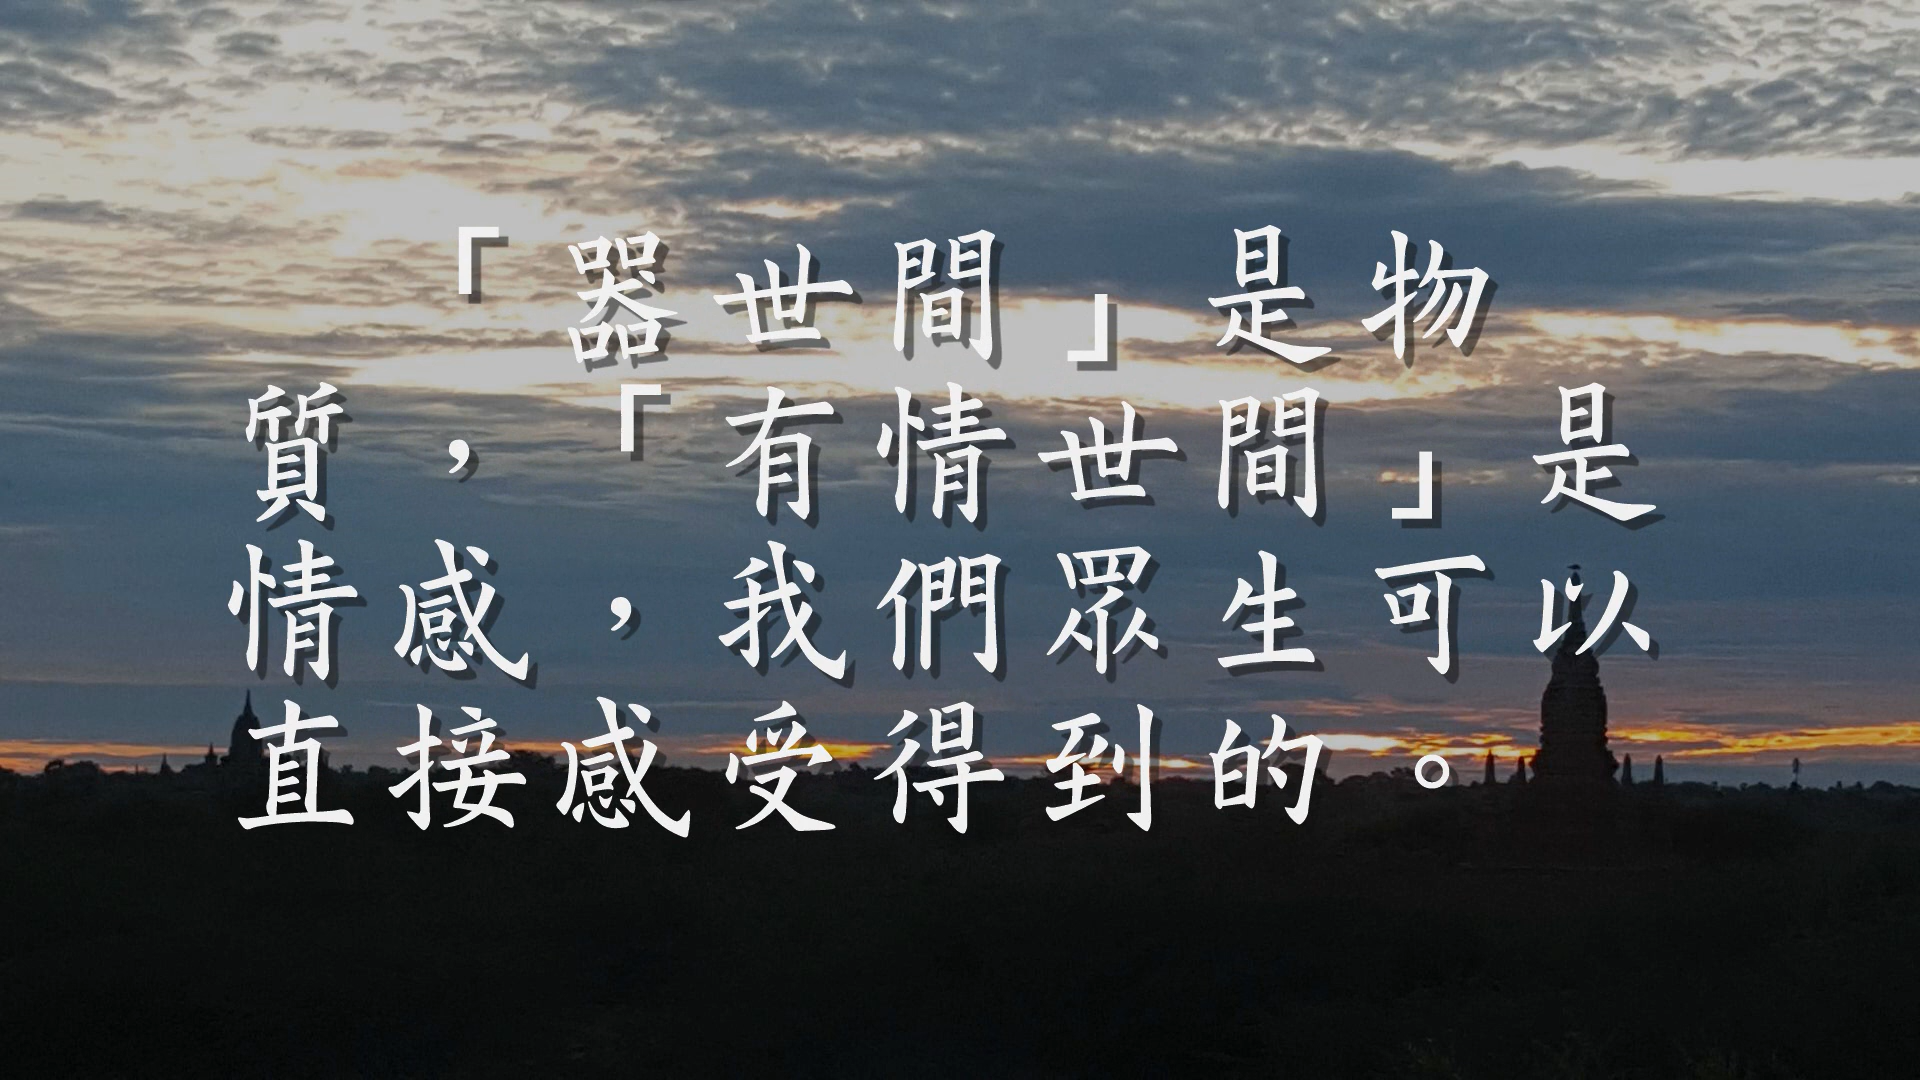 「器世間」是物
質，「有情世間」是
情感，我們眾生可以
直接感受得到的。